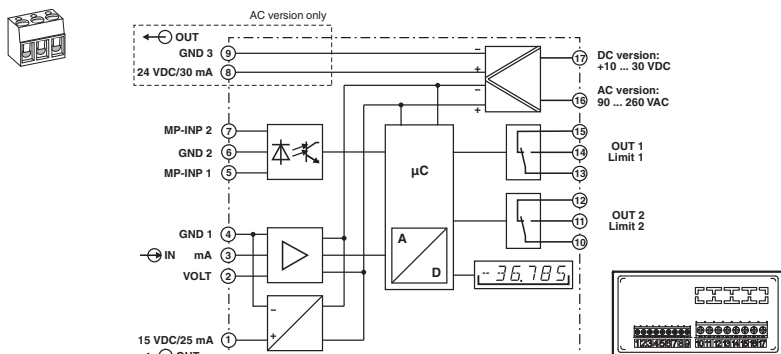 AC version only
OUT
GND 3 9
24 VDC/30 mA 8
17 DC version:
+10 ... 30 VDC
16 AC version:
90 ... 260 VAC
MP-INP 2 7
GND 2 6
MP-INP 1 5
µC
15
14 OUT 1
Limit 1
13
12
11 OUT 2
Limit 2
10
GND 1 4
IN mA 3
VOLT 2
A
D
-36.785
15 VDC/25 mA 1
OUT
123456789 1011121314151617